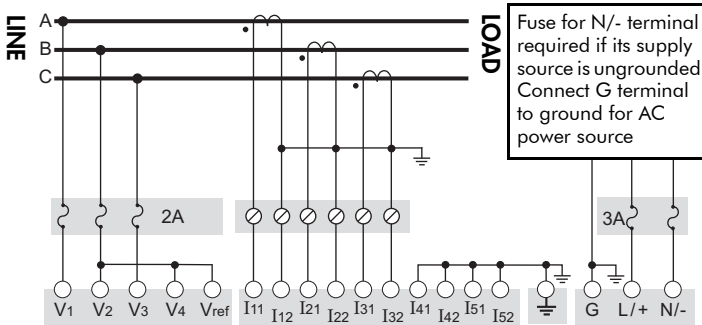 A
B
C
LINE
LOAD
Fuse for N/- terminal
required if its supply
source is ungrounded
Connect G terminal
to ground for AC
power source
2A
3A
V1 V2 V3 V4 Vref I11 I12 I21 I22 I31 I32 I41 I42 I51 I52 G L/+ N/-